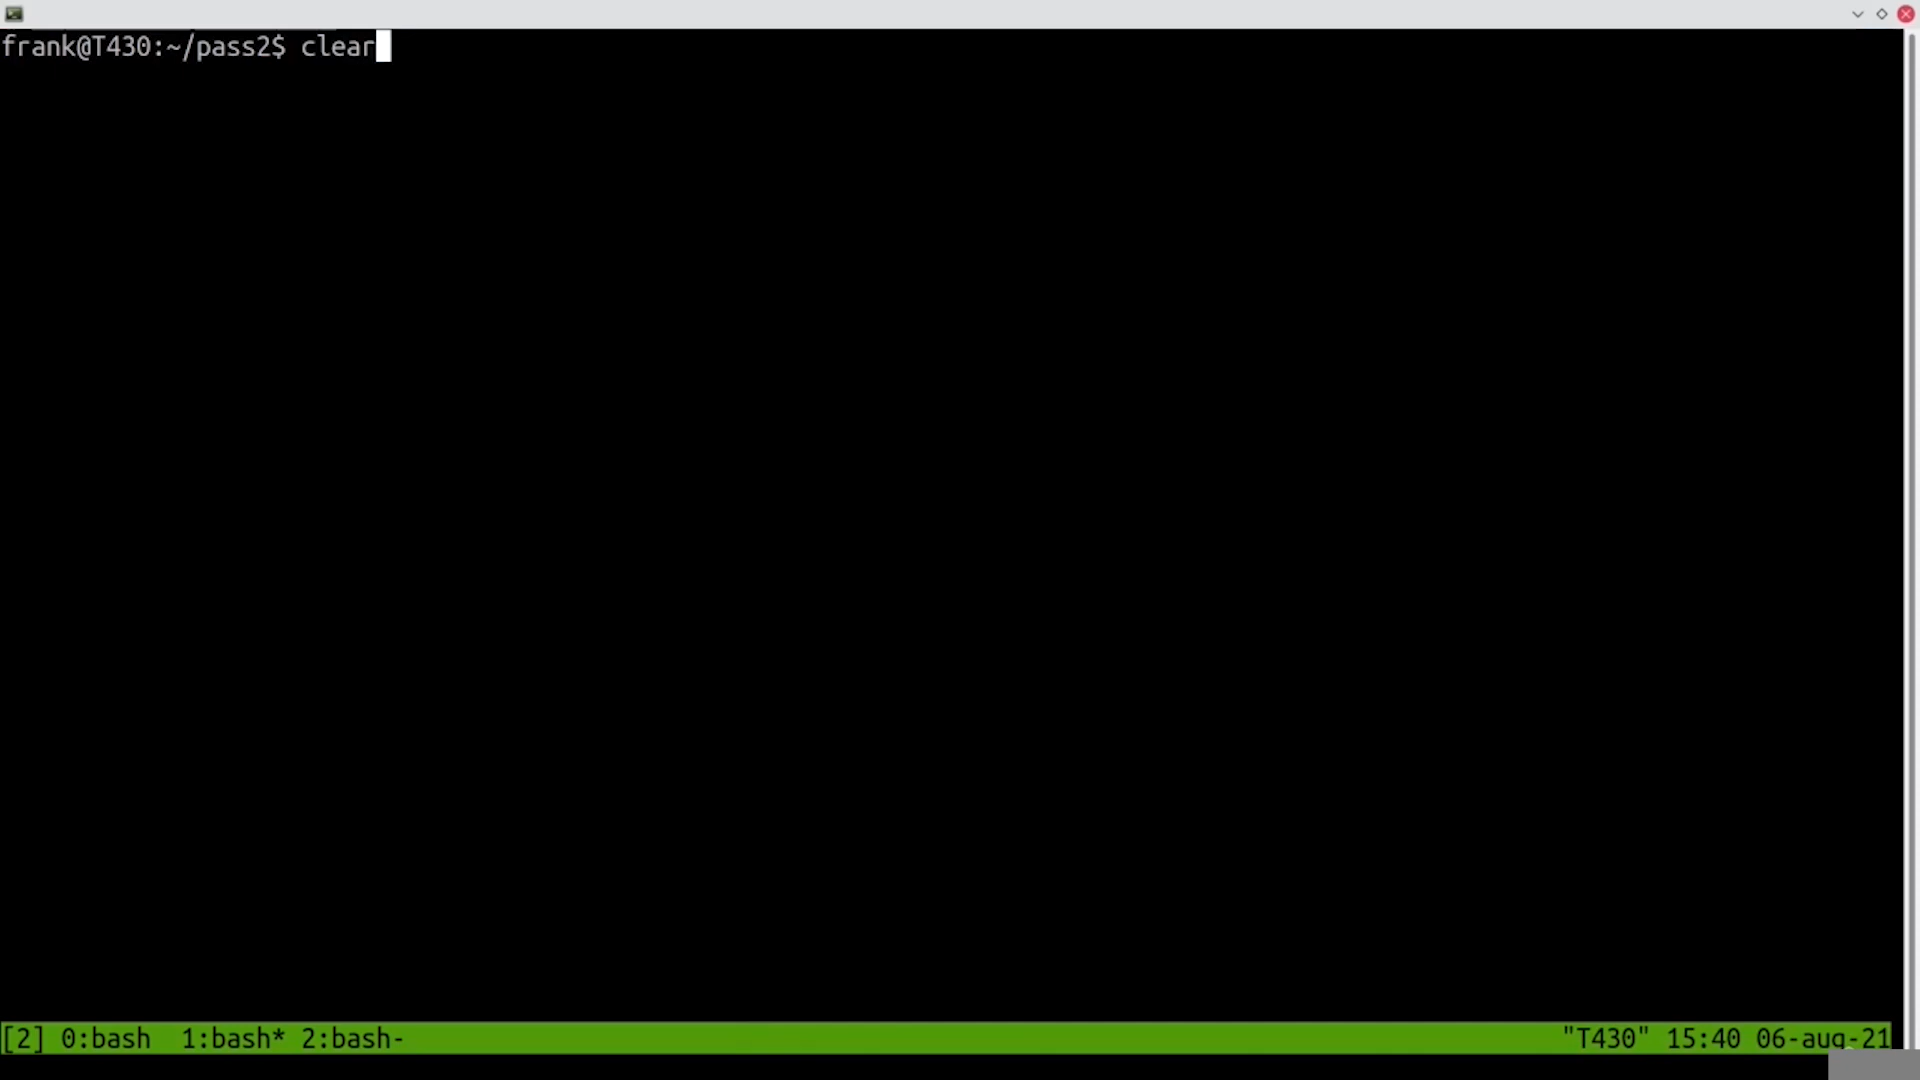 frank@T430:~/pass2$ clear
[2] 0:bash  1:bash* 2:bash-                "T430" 15:40 06-aug-21